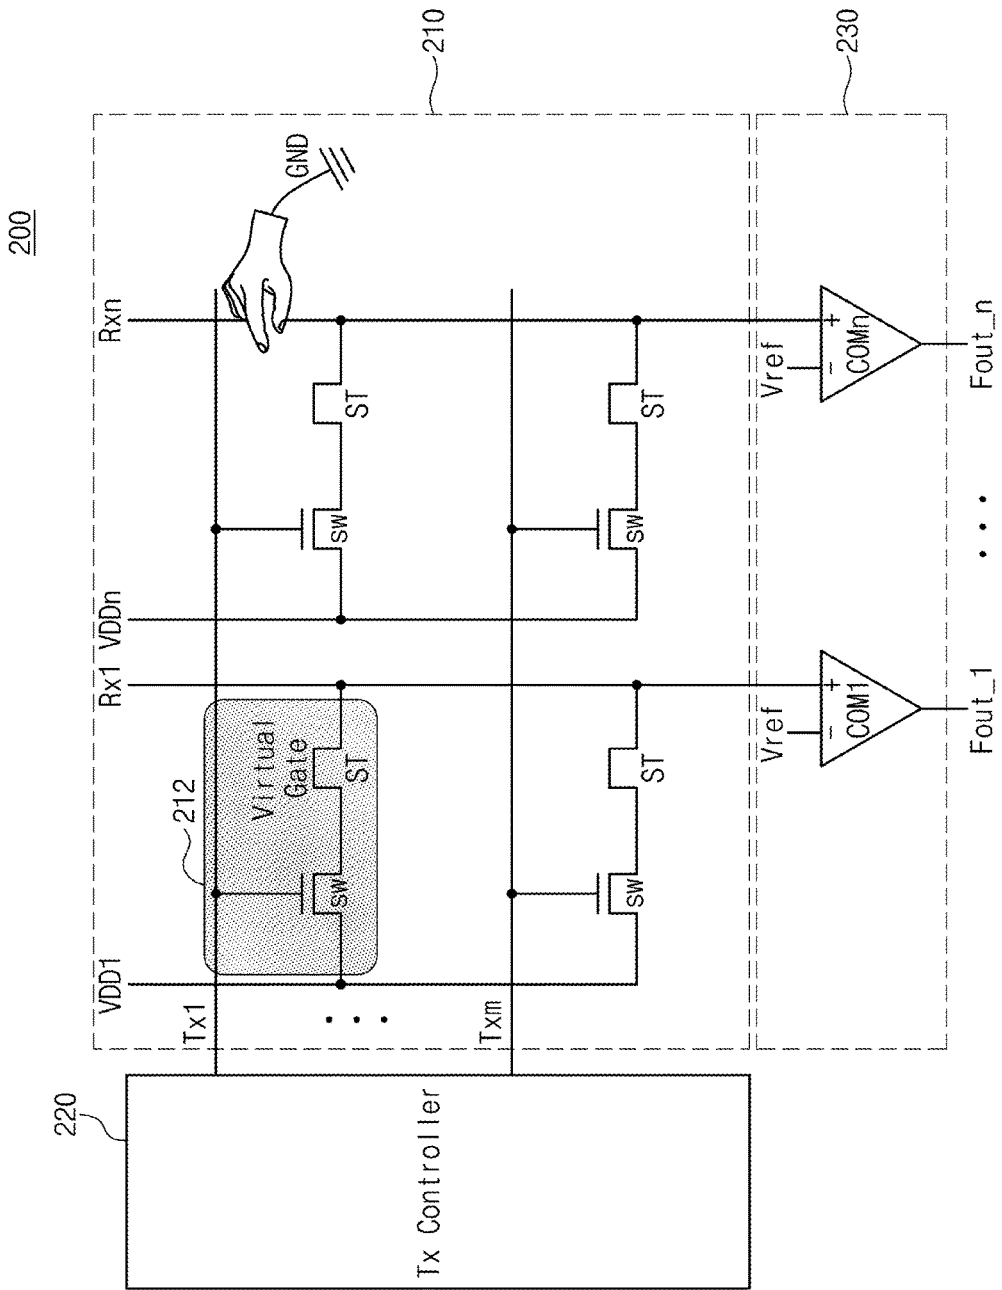 200
210
230
220
212
Rxn
GND
VDDn
Rx1
VDD1
Tx1
Txm
Tx Controller
Virtual
Gate
SW
ST
SW
ST
SW
ST
SW
ST
Vref
COM1
+
-
Fout_1
Vref
COMn
+
-
Fout_n